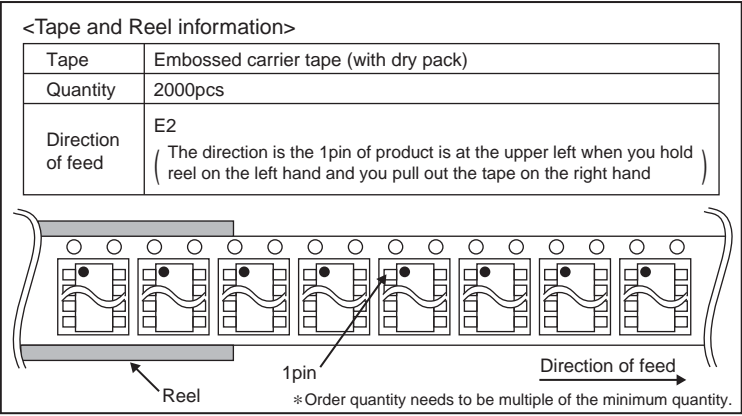 <Tape and Reel information>
Tape Embossed carrier tape (with dry pack)
Quantity 2000pcs
Direction of feed
E2
( The direction is the 1pin of product is at the upper left when you hold
reel on the left hand and you pull out the tape on the right hand )
1pin
Reel
Direction of feed
*Order quantity needs to be multiple of the minimum quantity.